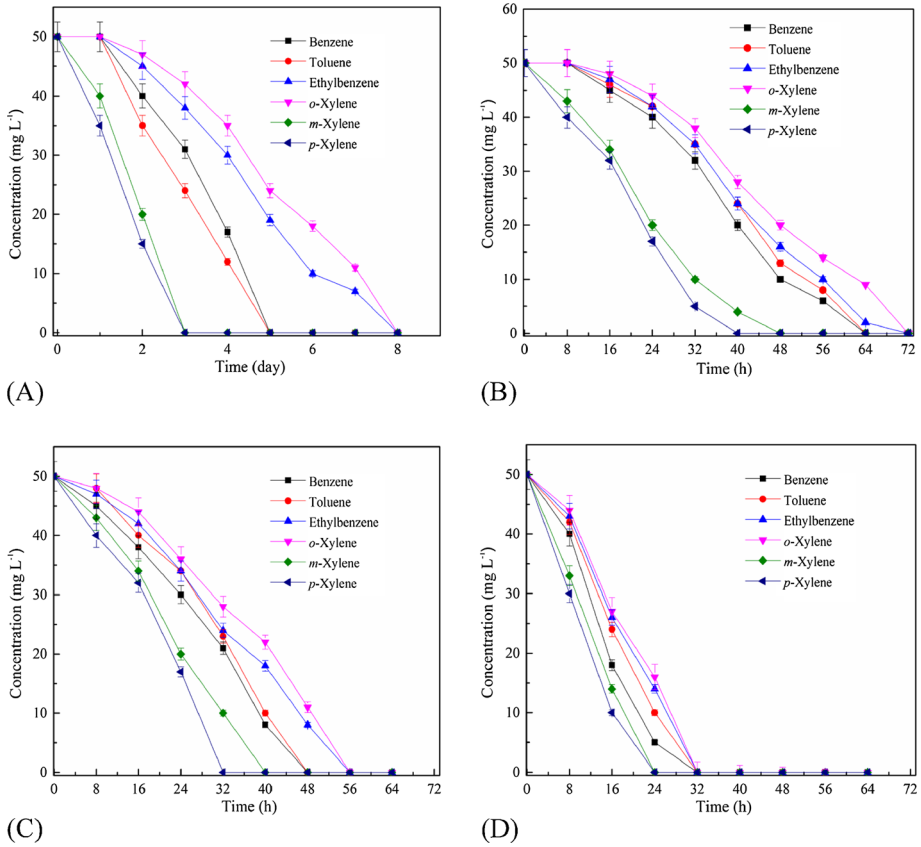 60
50
40
30
20
10
0
Concentration (mg L-1)
Benzene
Toluene
Ethylbenzene
o-Xylene
m-Xylene
p-Xylene
0 2 4 6 8
Time (day)
(A)
60
50
40
30
20
10
0
Concentration (mg L-1)
Benzene
Toluene
Ethylbenzene
o-Xylene
m-Xylene
p-Xylene
0 8 16 24 32 40 48 56 64 72
Time (h)
(B)
50
40
30
20
10
0
Concentration (mg L-1)
Benzene
Toluene
Ethylbenzene
o-Xylene
m-Xylene
p-Xylene
0 8 16 24 32 40 48 56 64 72
Time (h)
(C)
50
40
30
20
10
0
Concentration (mg L-1)
Benzene
Toluene
Ethylbenzene
o-Xylene
m-Xylene
p-Xylene
0 8 16 24 32 40 48 56 64 72
Time (h)
(D)